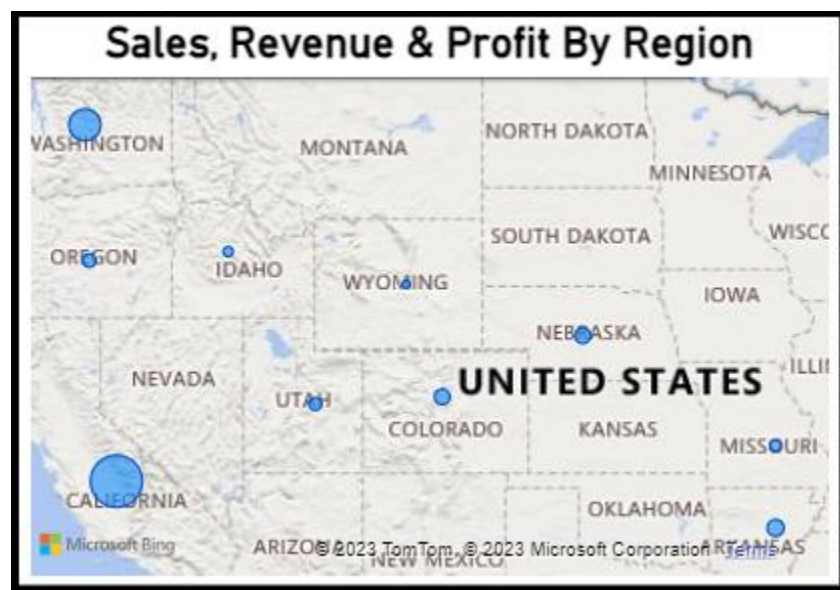 Sales, Revenue & Profit By Region
WASHINGTON
MONTANA
NORTH DAKOTA
MINNESOTA
OREGON
IDAHO
WYOMING
SOUTH DAKOTA
WISCO
IOWA
NEBRASKA
NEVADA
UTAH
UNITED STATES
ILLI
COLORADO
KANSAS
MISSOURI
CALIFORNIA
OKLAHOMA
Microsoft Bing
ARIZONA
© 2023 TomTom, © 2023 Microsoft Corporation
ARKANSAS
Terms
NEW MEXICO